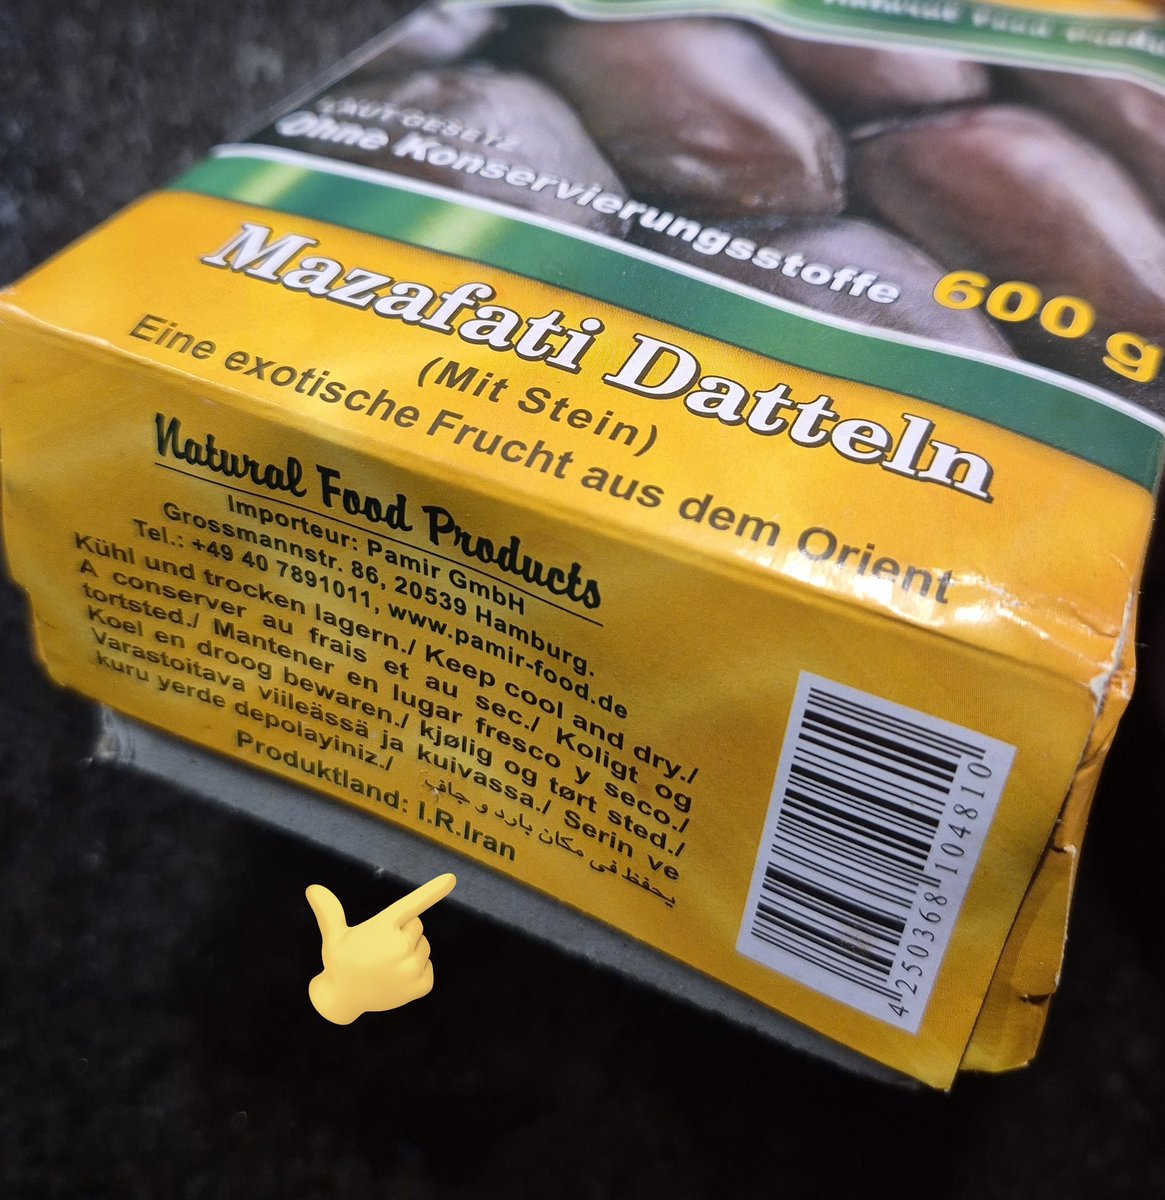 LAUT GESETZ
Ohne Konservierungsstoffe
600 g
Mazafati Datteln
(Mit Stein)
Eine exotische Frucht aus dem Orient
Natural Food Products
Importeur: Pamir GmbH
Grossmannstr. 86, 20539 Hamburg.
Tel.: +49 40 7891011, www.pamir-food.de
Kühl und trocken lagern./ Keep cool and dry./
A conserver au frais et au sec./ Koligt og
tortsted./ Mantener en lugar fresco y seco./
Koel en droog bewaren./ kjølig og tørt sted./
Varastoitava viileässä ja kuivassa./ Serin ve
kuru yerde depolayiniz./ يحفظ في مكان بارد و جاف
Produktland: I.R.Iran
4 250368 104810